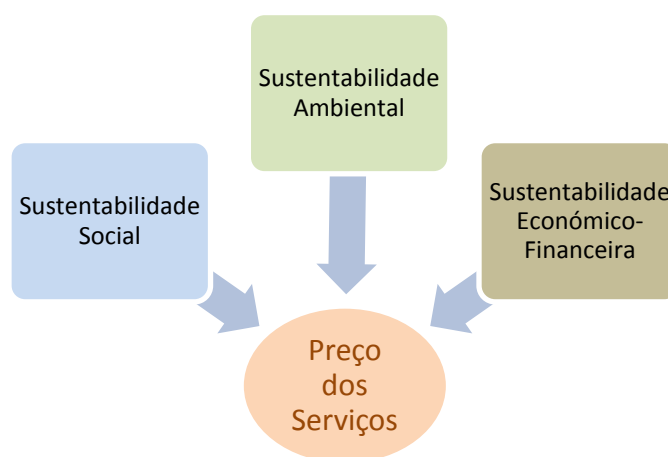 Sustentabilidade
Ambiental
Sustentabilidade
Social
Sustentabilidade
Económico-
Financeira
Preço
dos
Serviços